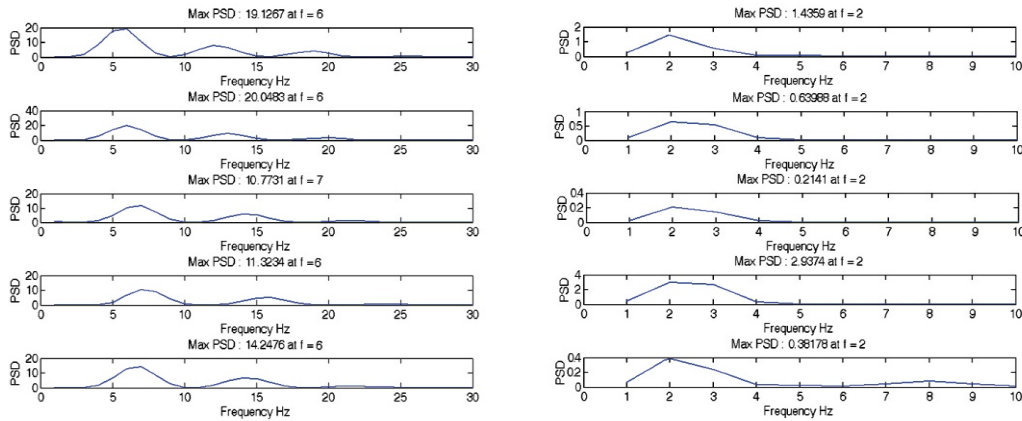 Max PSD : 19.1267 at f = 6
20
10
0
PSD
0 5 10 15 20 25 30
Frequency Hz
Max PSD : 20.0483 at f = 6
40
20
0
PSD
0 5 10 15 20 25 30
Frequency Hz
Max PSD : 10.7731 at f = 7
20
10
0
PSD
0 5 10 15 20 25 30
Frequency Hz
Max PSD : 11.3234 at f = 6
20
10
0
PSD
0 5 10 15 20 25 30
Frequency Hz
Max PSD : 14.2476 at f = 6
20
10
0
PSD
0 5 10 15 20 25 30
Frequency Hz
Max PSD : 1.4359 at f = 2
2
1
0
PSD
0 1 2 3 4 5 6 7 8 9 10
Frequency Hz
Max PSD : 0.63988 at f = 2
1
0.5
0
PSD
0 1 2 3 4 5 6 7 8 9 10
Frequency Hz
Max PSD : 0.2141 at f = 2
0.4
0.2
0
PSD
0 1 2 3 4 5 6 7 8 9 10
Frequency Hz
Max PSD : 2.9374 at f = 2
4
2
0
PSD
0 1 2 3 4 5 6 7 8 9 10
Frequency Hz
Max PSD : 0.38178 at f = 2
0.4
0.2
0
PSD
0 1 2 3 4 5 6 7 8 9 10
Frequency Hz